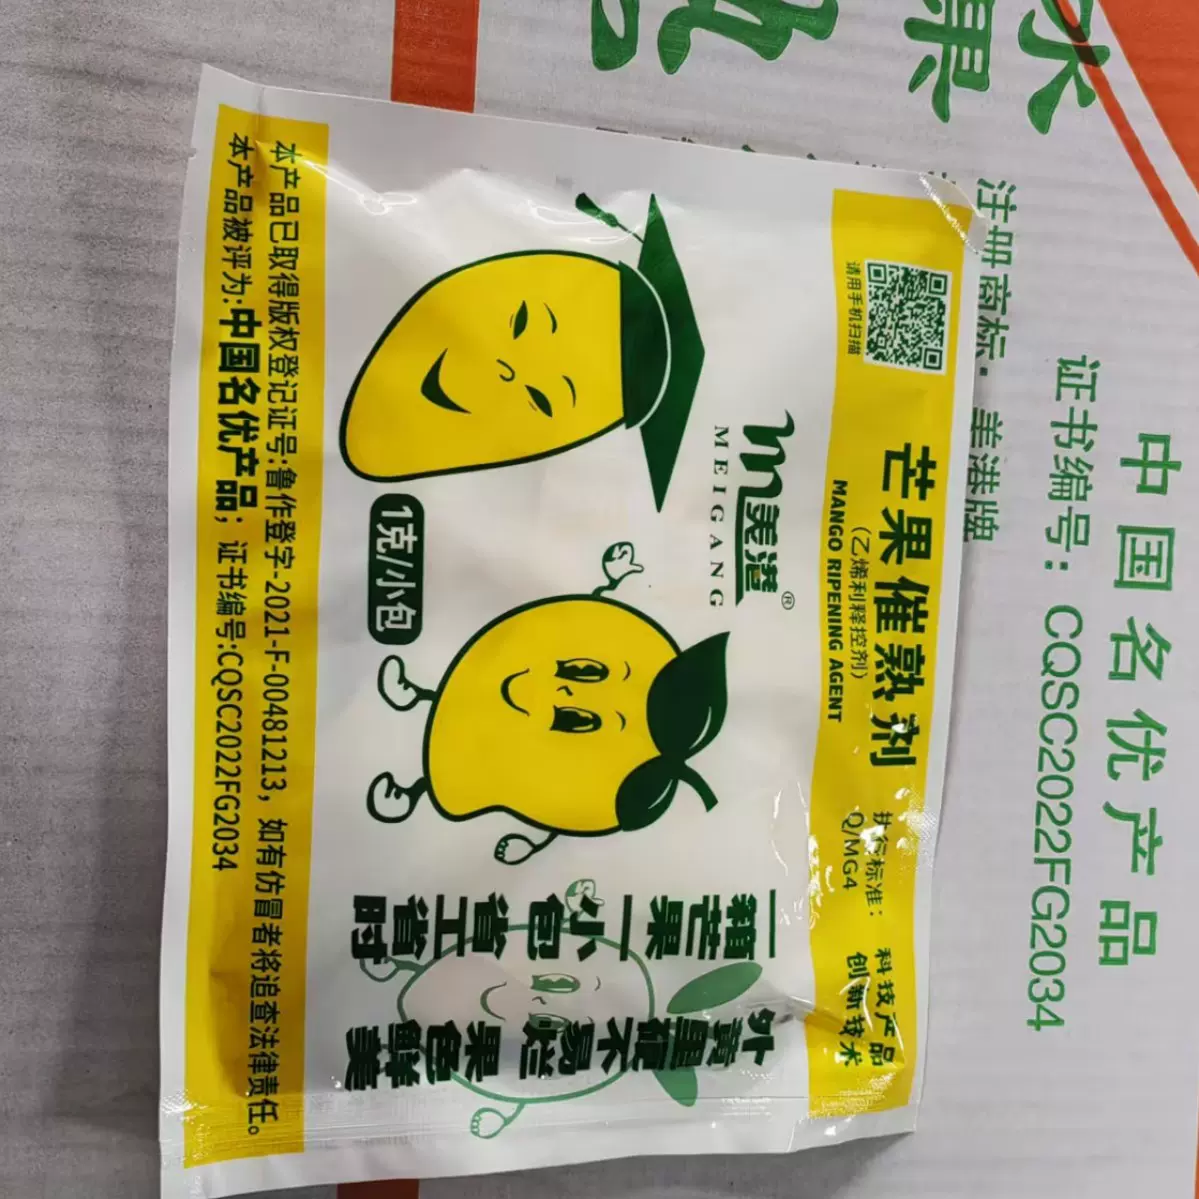 请用手机扫描
芒果催熟剂
(乙烯利释控剂)
MANGO RIPENING AGENT
执行标准:
Q/MG4
科技产品
创新技术
美港®
MEIGANG
1克/小包
一箱芒果一小包省工省时
外黄里硬不易烂果色鲜美
本产品已取得版权登记证号:鲁作登字-2021-F-00481213,如有仿冒者将追查法律责任。
本产品被评为:中国名优产品;证书编号:CQSC2022FG2034
水
果
注册商标:美港牌
中国名优产品
证书编号:CQSC2022FG2034